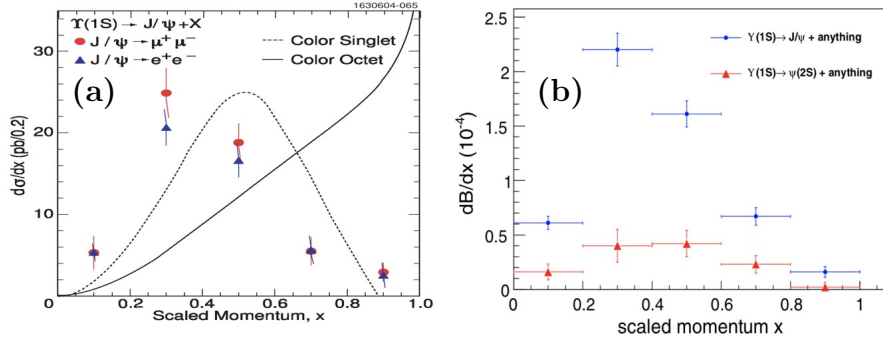 1630604-065
ϒ(1S) → J/ψ + X
J/ψ → μ⁺ μ⁻
J/ψ → e⁺ e⁻
Color Singlet
Color Octet
(a)
dσ/dx (pb/0.2)
30
20
10
0
0 0.2 0.4 0.6 0.8 1.0
Scaled Momentum, x
(b)
ϒ(1S)→ J/ψ + anything
ϒ(1S)→ ψ(2S) + anything
dB/dx (10⁻⁴)
2.5
2
1.5
1
0.5
0
0 0.2 0.4 0.6 0.8 1
scaled momentum x